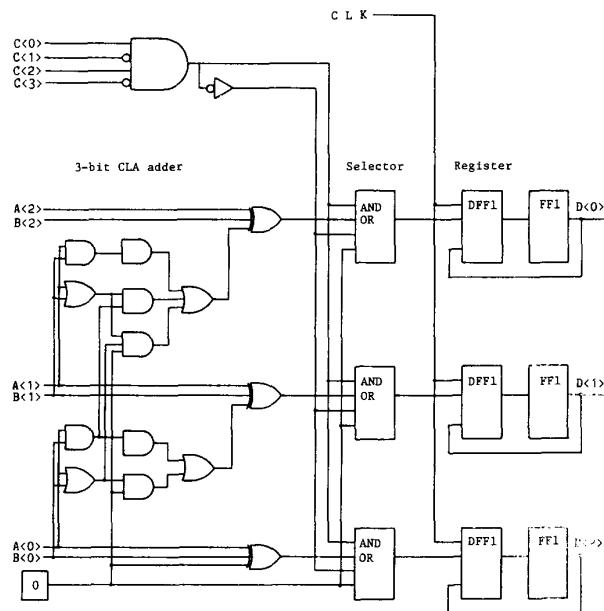 C L K
C<0>
C<1>
C<2>
C<3>
3-bit CLA adder
Selector
Register
A<2>
B<2>
AND
OR
DFF1
FF1
D<0>
A<1>
B<1>
AND
OR
DFF1
FF1
D<1>
A<0>
B<0>
AND
OR
DFF1
FF1
0